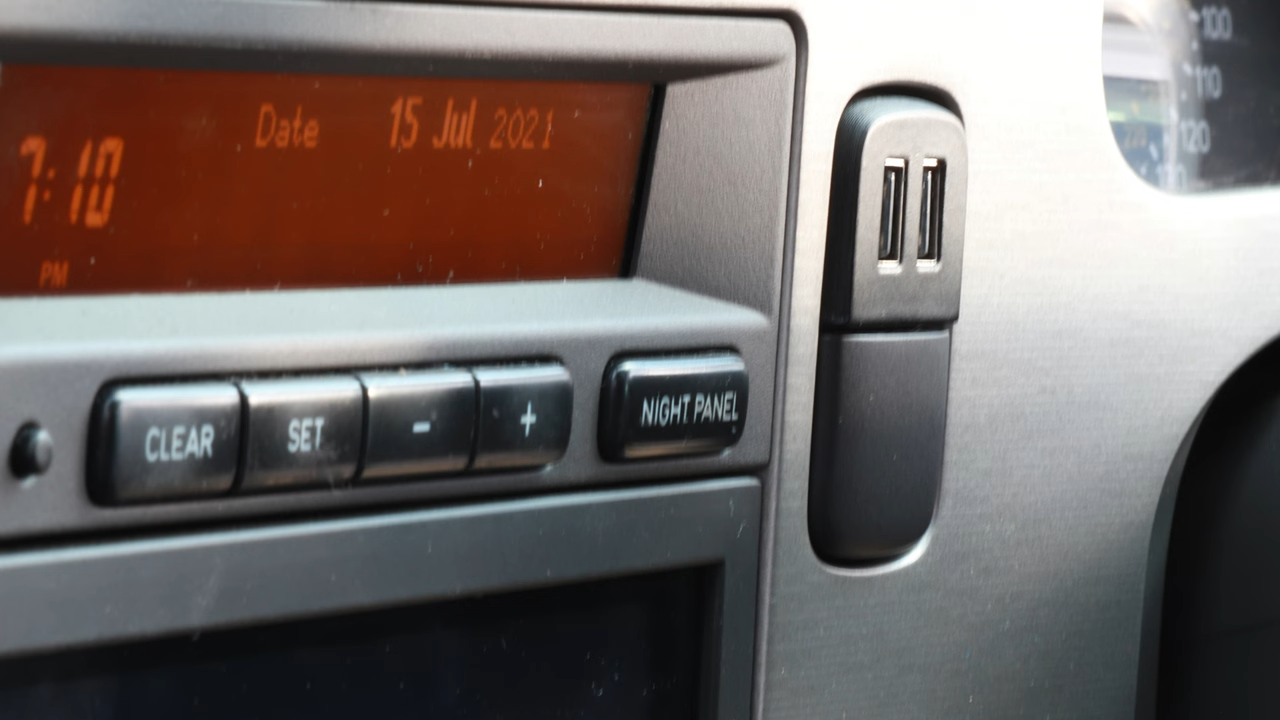 Date 15 Jul 2021
7:10
PM
CLEAR SET - + NIGHT PANEL
100
110
120